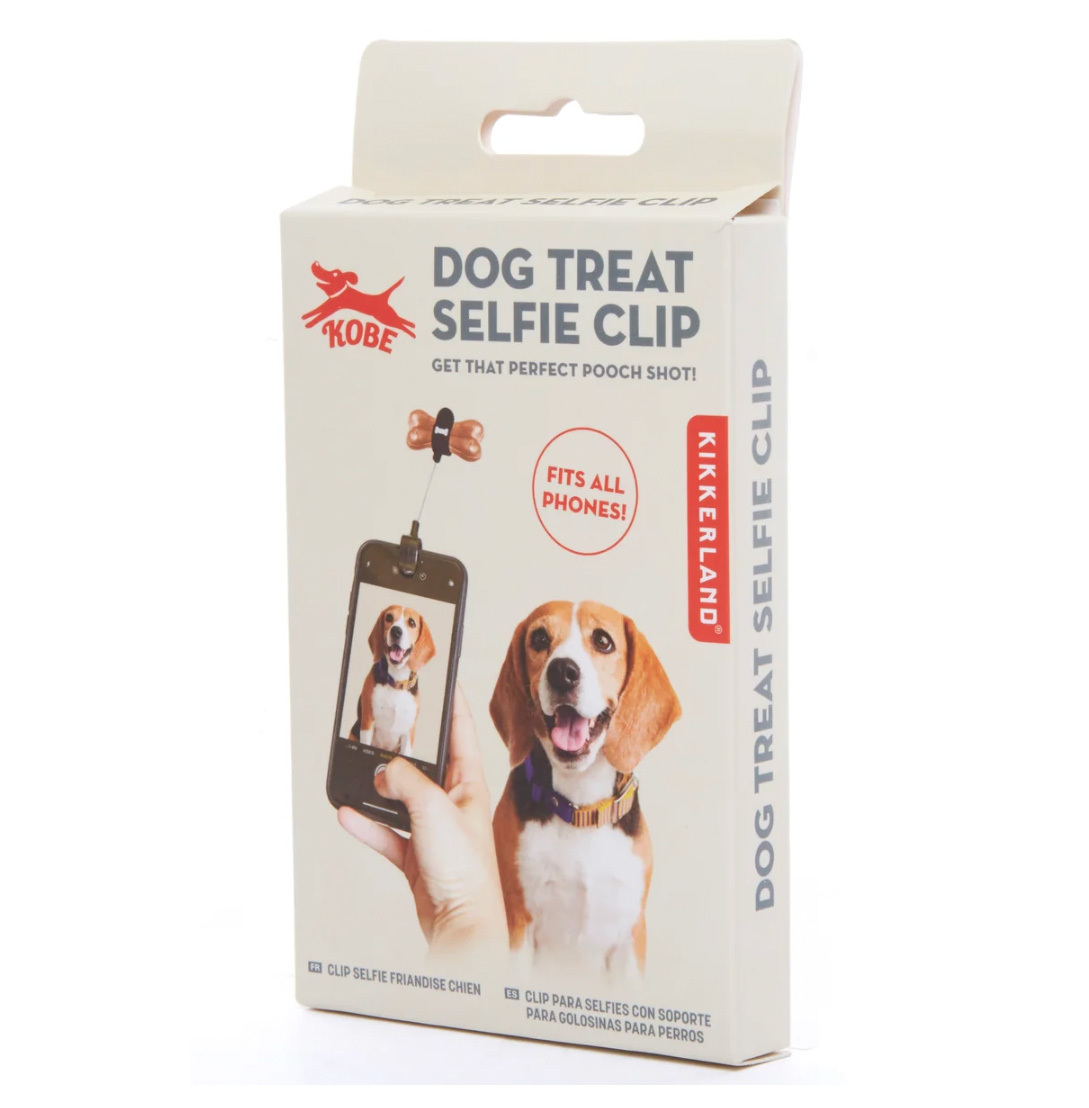 DOG TREAT SELFIE CLIP
KOBE
DOG TREAT
SELFIE CLIP
GET THAT PERFECT POOCH SHOT!
FITS ALL
PHONES!
KIKKERLAND®
DOG TREAT SELFIE CLIP
FR CLIP SELFIE FRIANDISE CHIEN
ES CLIP PARA SELFIES CON SOPORTE
PARA GOLOSINAS PARA PERROS